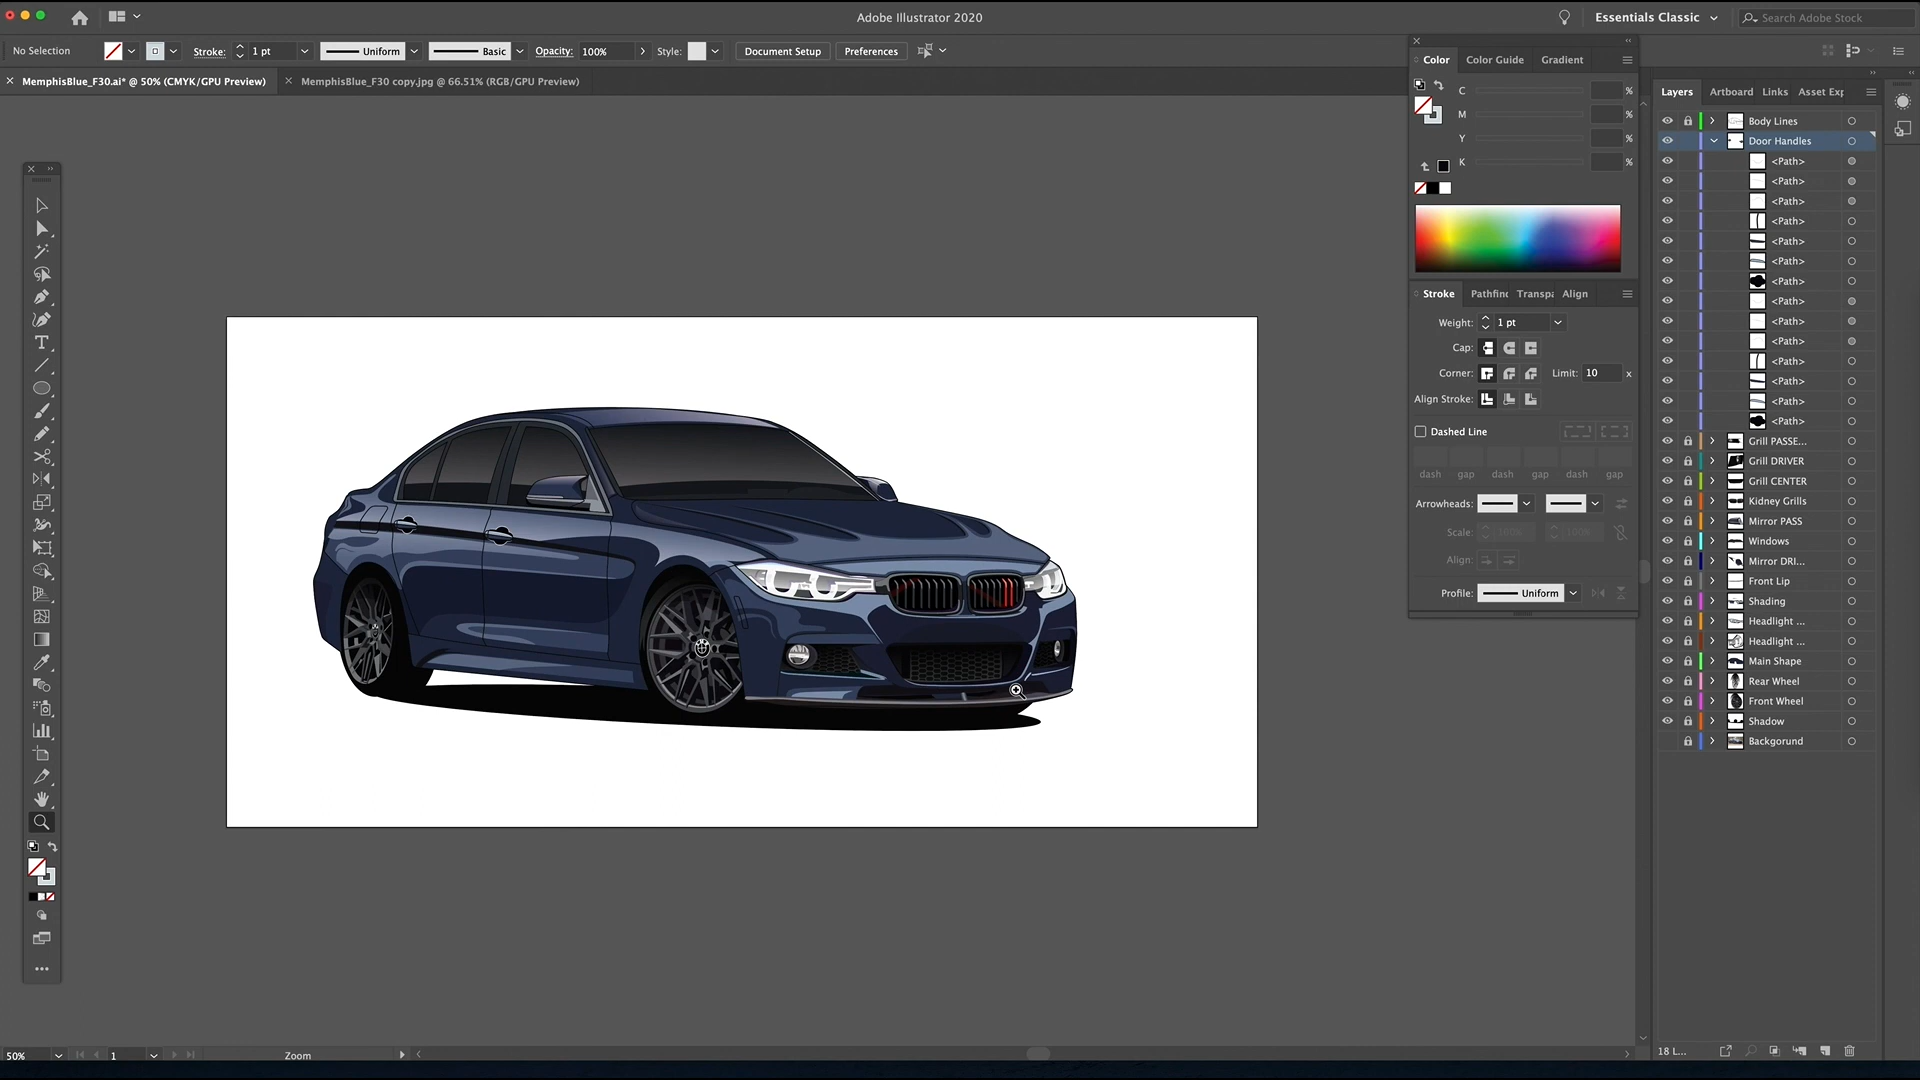 Adobe Illustrator 2020
Essentials Classic
Search Adobe Stock
No Selection
Stroke:
1 pt
Uniform
Basic
Opacity:
100%
Style:
Document Setup
Preferences
MemphisBlue_F30.ai* @ 50% (CMYK/GPU Preview)
MemphisBlue_F30 copy.jpg @ 66.51% (RGB/GPU Preview)
Color
Color Guide
Gradient
C
%
M
%
Y
%
K
%
Stroke
Pathfin
Transpa
Align
Weight:
1 pt
Cap:
Corner:
Limit:
10
x
Align Stroke:
Dashed Line
dash
gap
dash
gap
dash
gap
Arrowheads:
Scale:
100%
100%
Align:
Profile:
Uniform
Layers
Artboard
Links
Asset Exp
Body Lines
Door Handles
<Path>
<Path>
<Path>
<Path>
<Path>
<Path>
<Path>
<Path>
<Path>
<Path>
<Path>
<Path>
<Path>
<Path>
Grill PASSE...
Grill DRIVER
Grill CENTER
Kidney Grills
Mirror PASS
Windows
Mirror DRI...
Front Lip
Shading
Headlight ...
Headlight ...
Main Shape
Rear Wheel
Front Wheel
Shadow
Backgorund
18 L...
50%
1
Zoom